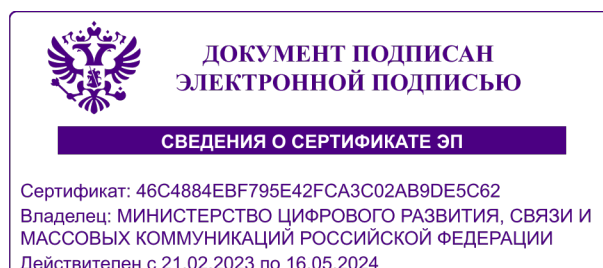 ДОКУМЕНТ ПОДПИСАН
ЭЛЕКТРОННОЙ ПОДПИСЬЮ
СВЕДЕНИЯ О СЕРТИФИКАТЕ ЭП
Сертификат: 46C4884EBF795E42FCA3C02AB9DE5C62
Владелец: МИНИСТЕРСТВО ЦИФРОВОГО РАЗВИТИЯ, СВЯЗИ И
МАССОВЫХ КОММУНИКАЦИЙ РОССИЙСКОЙ ФЕДЕРАЦИИ
Действителен с 21.02.2023 по 16.05.2024